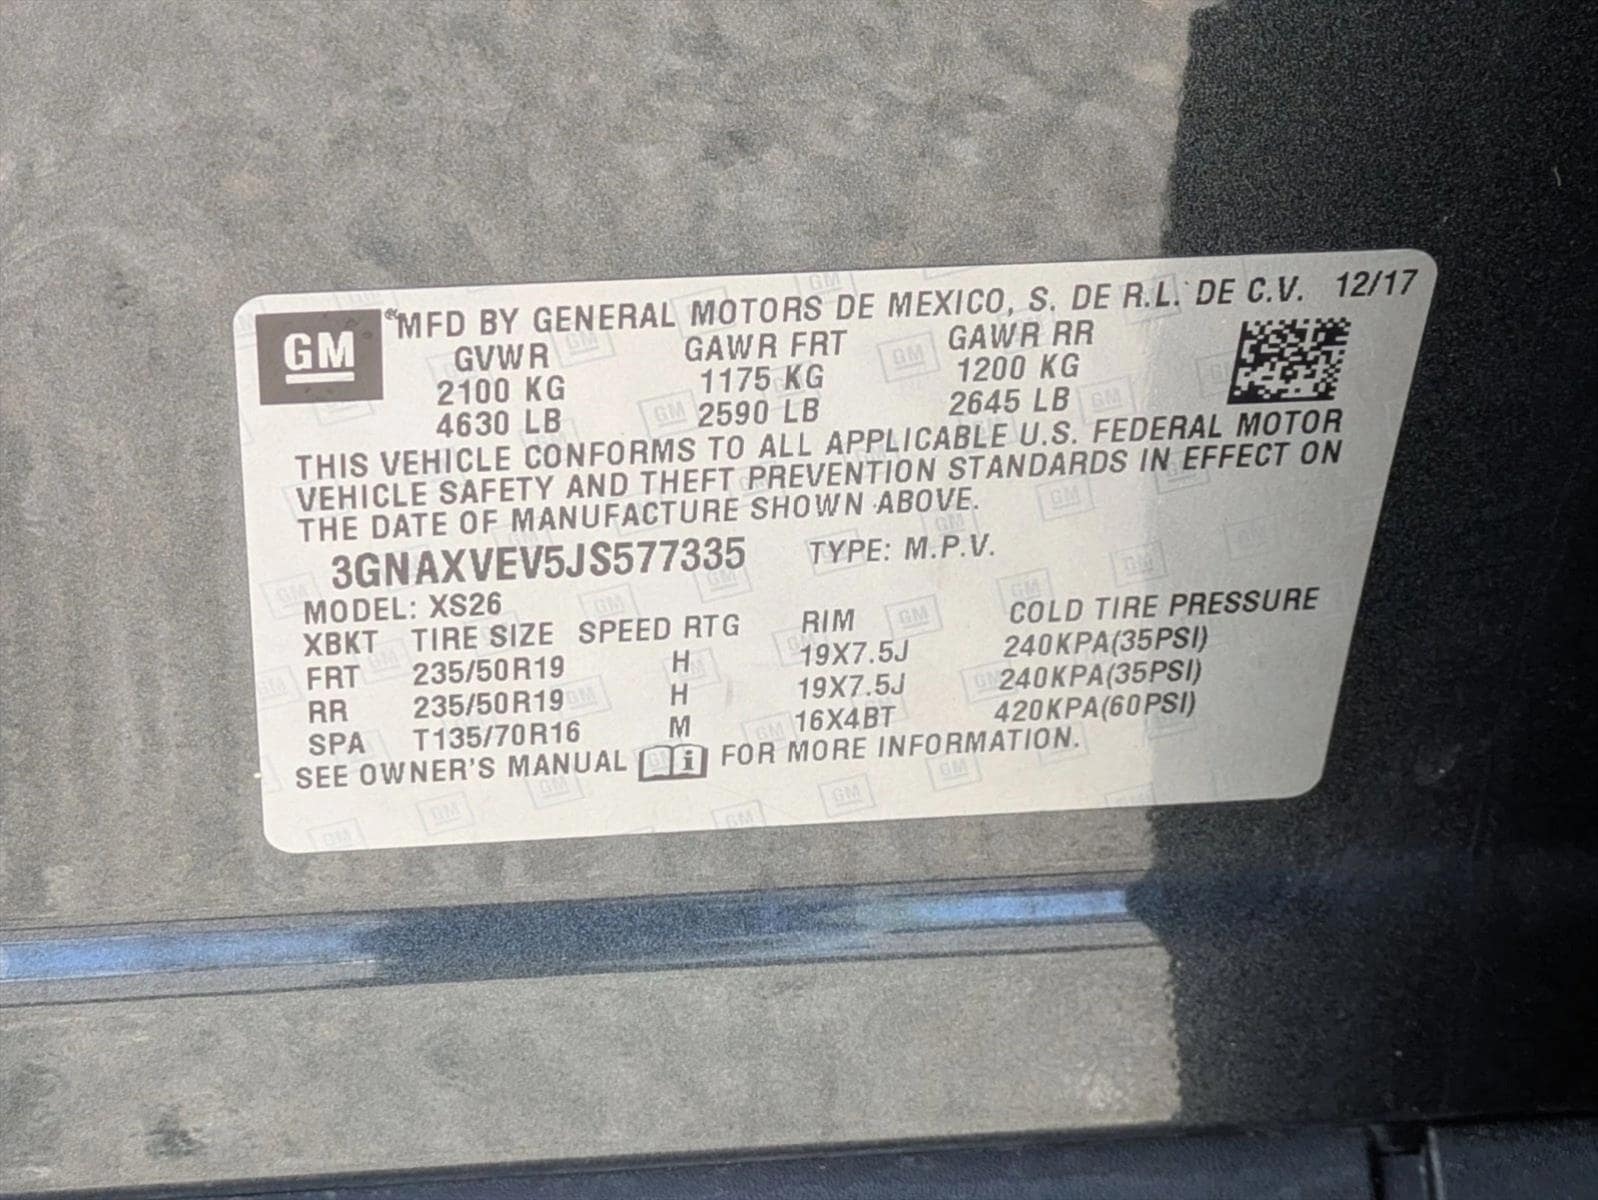 GM
MFD BY GENERAL MOTORS DE MEXICO, S. DE R.L. DE C.V. 12/17
GVWR GAWR FRT GAWR RR
2100 KG 1175 KG 1200 KG
4630 LB 2590 LB 2645 LB
THIS VEHICLE CONFORMS TO ALL APPLICABLE U.S. FEDERAL MOTOR
VEHICLE SAFETY AND THEFT PREVENTION STANDARDS IN EFFECT ON
THE DATE OF MANUFACTURE SHOWN ABOVE.
3GNAXVEV5JS577335 TYPE: M.P.V.
MODEL: XS26
XBKT TIRE SIZE SPEED RTG RIM COLD TIRE PRESSURE
FRT 235/50R19 H 19X7.5J 240KPA(35PSI)
RR 235/50R19 H 19X7.5J 240KPA(35PSI)
SPA T135/70R16 M 16X4BT 420KPA(60PSI)
SEE OWNER'S MANUAL i FOR MORE INFORMATION.